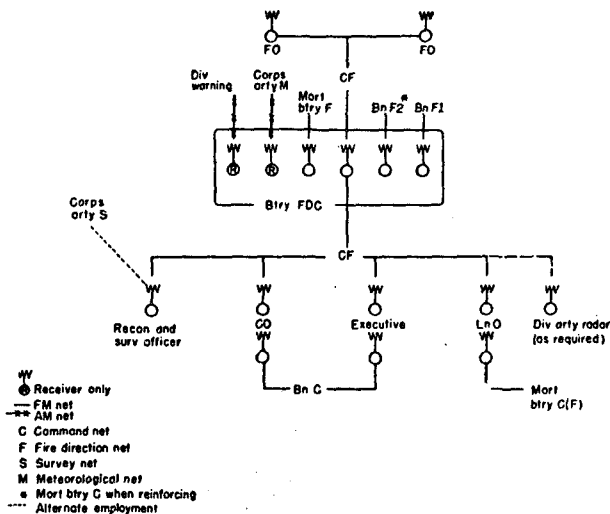 FO
FO
CF
Div
warning
Corps
arty M
Mort
btry F
Bn F2*
Bn F1
R
R
Btry FDC
Corps
arty S
CF
Recon and
surv officer
CO
Executive
LnO
Div arty radar
(as required)
Bn C
Mort
btry C(F)
R Receiver only
FM net
AM net
C Command net
F Fire direction net
S Survey net
M Meteorological net
* Mort btry C when reinforcing
---- Alternate employment